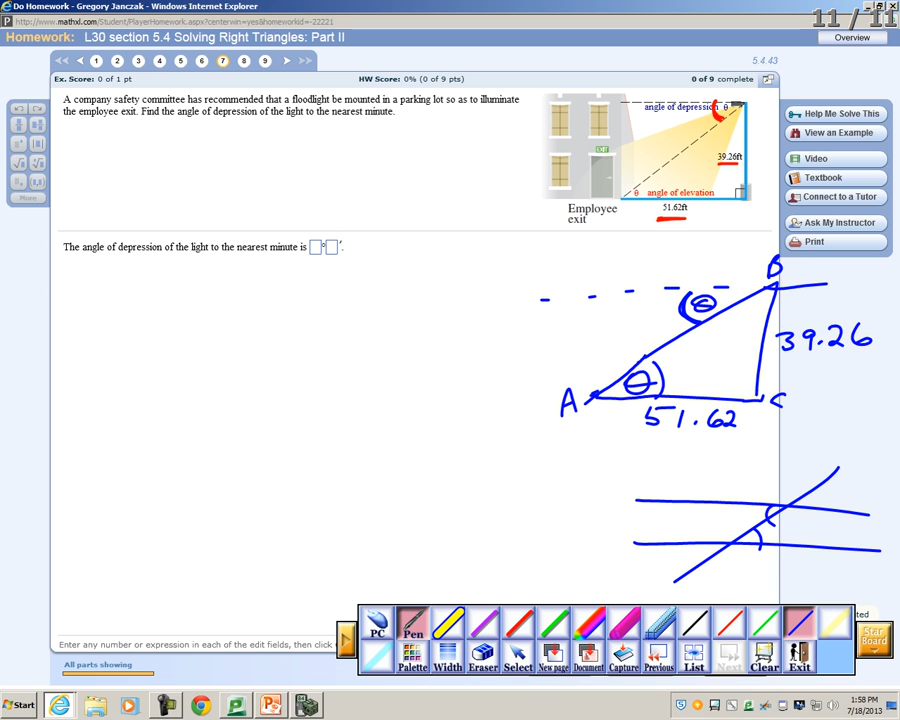 Do Homework - Gregory Janczak - Windows Internet Explorer
http://www.mathxl.com/Student/PlayerHomework.aspx?centerwin=yes&homeworkid=-22221
11 / 11
Homework: L30 section 5.4 Solving Right Triangles: Part II
Overview
1 2 3 4 5 6 7 8 9
5.4.43
Ex. Score: 0 of 1 pt
HW Score: 0% (0 of 9 pts)
0 of 9 complete
A company safety committee has recommended that a floodlight be mounted in a parking lot so as to illuminate
the employee exit. Find the angle of depression of the light to the nearest minute.
angle of depression θ
EXIT
39.26ft
θ angle of elevation
51.62ft
Employee
exit
More
Help Me Solve This
View an Example
Video
Textbook
Connect to a Tutor
Ask My Instructor
Print
The angle of depression of the light to the nearest minute is ° ′.
B
θ
39.26
θ
A
C
51.62
Enter any number or expression in each of the edit fields, then click
All parts showing
PC
Pen
Palette
Width
Eraser
Select
New page
Document
Capture
Previous
List
Next
Clear
Exit
Star
Board
Start
1:58 PM
7/18/2013